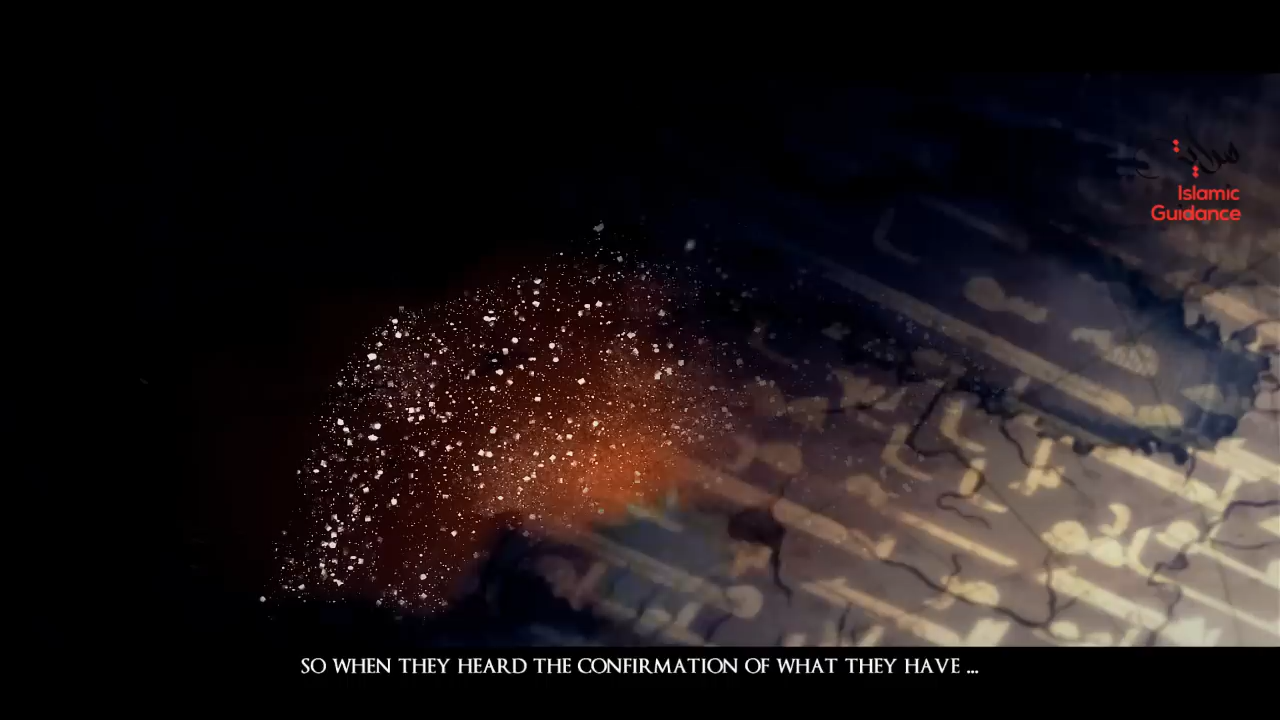 Islamic
Guidance
SO WHEN THEY HEARD THE CONFIRMATION OF WHAT THEY HAVE ...